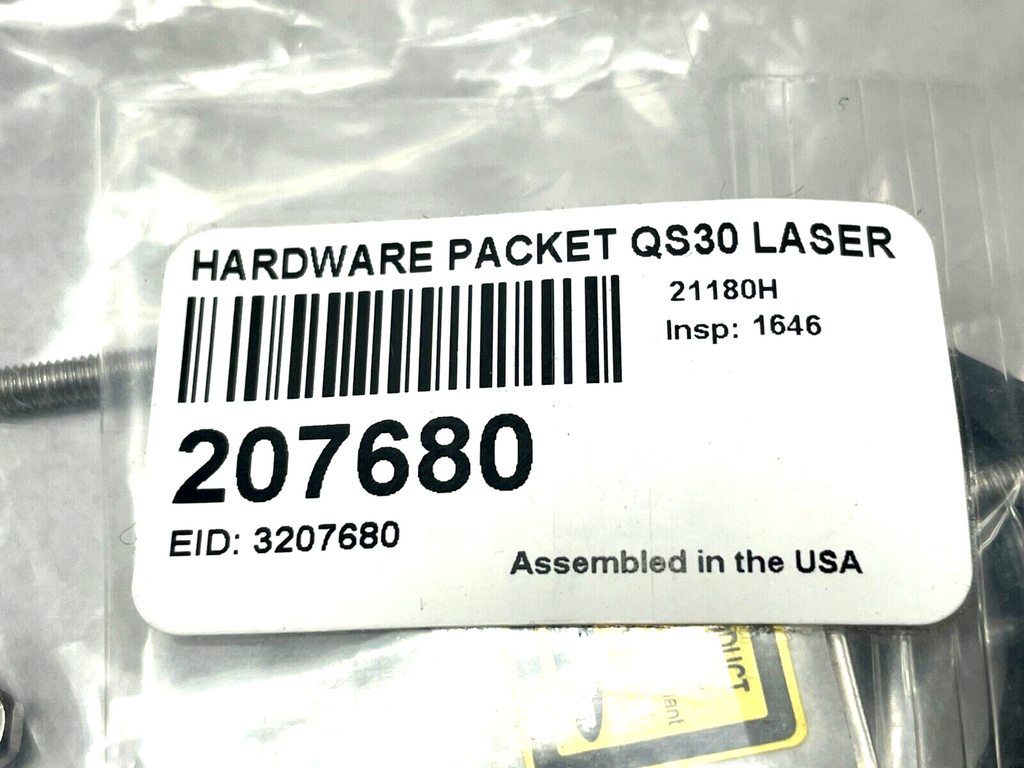 HARDWARE PACKET QS30 LASER
21180H
Insp: 1646
207680
EID: 3207680
Assembled in the USA